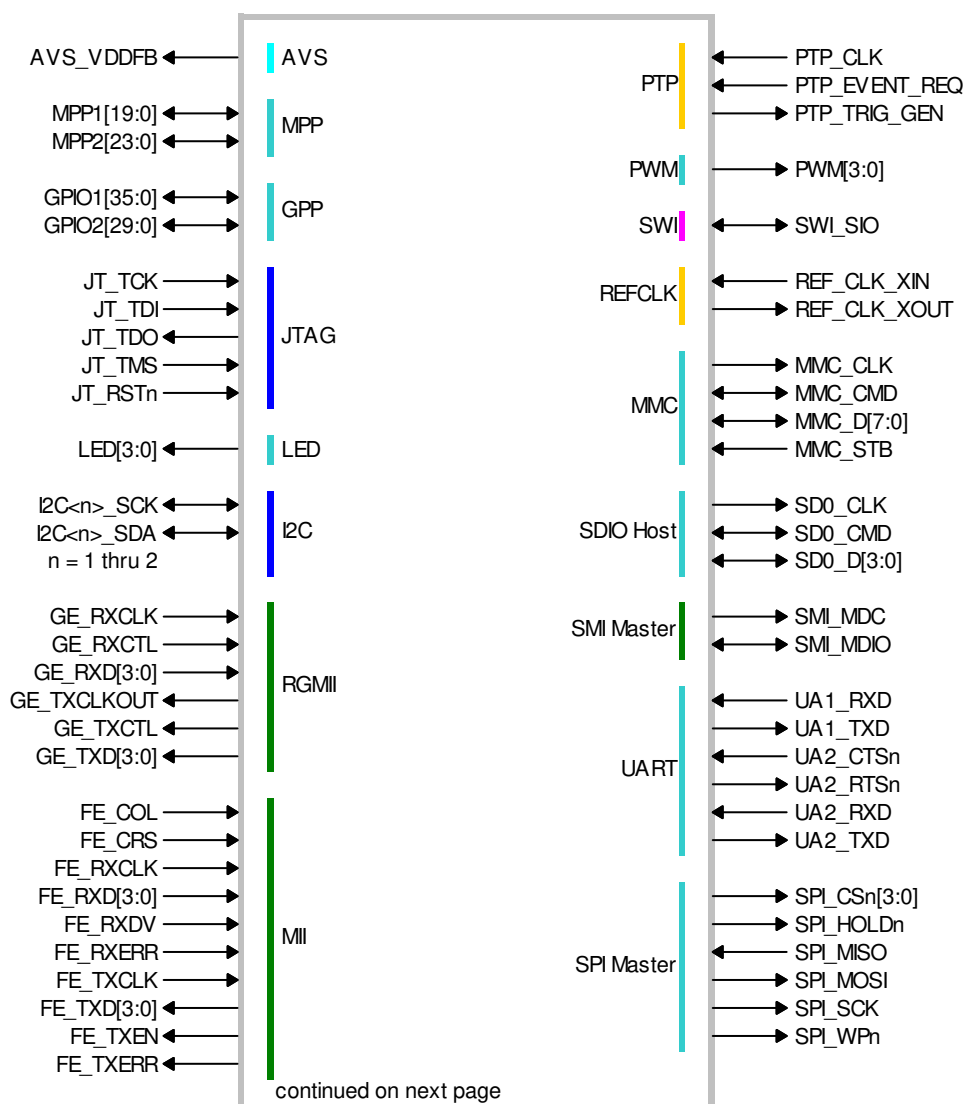 AVS_VDDFB
AVS
MPP1[19:0]
MPP2[23:0]
MPP
GPIO1[35:0]
GPIO2[29:0]
GPP
JT_TCK
JT_TDI
JT_TDO
JT_TMS
JT_RSTn
JTAG
LED[3:0]
LED
I2C<n>_SCK
I2C<n>_SDA
n = 1 thru 2
I2C
GE_RXCLK
GE_RXCTL
GE_RXD[3:0]
GE_TXCLKOUT
GE_TXCTL
GE_TXD[3:0]
RGMII
FE_COL
FE_CRS
FE_RXCLK
FE_RXD[3:0]
FE_RXDV
FE_RXERR
FE_TXCLK
FE_TXD[3:0]
FE_TXEN
FE_TXERR
MII
PTP
PTP_CLK
PTP_EVENT_REQ
PTP_TRIG_GEN
PWM
PWM[3:0]
SWI
SWI_SIO
REFCLK
REF_CLK_XIN
REF_CLK_XOUT
MMC
MMC_CLK
MMC_CMD
MMC_D[7:0]
MMC_STB
SDIO Host
SD0_CLK
SD0_CMD
SD0_D[3:0]
SMI Master
SMI_MDC
SMI_MDIO
UART
UA1_RXD
UA1_TXD
UA2_CTSn
UA2_RTSn
UA2_RXD
UA2_TXD
SPI Master
SPI_CSn[3:0]
SPI_HOLDn
SPI_MISO
SPI_MOSI
SPI_SCK
SPI_WPn
continued on next page